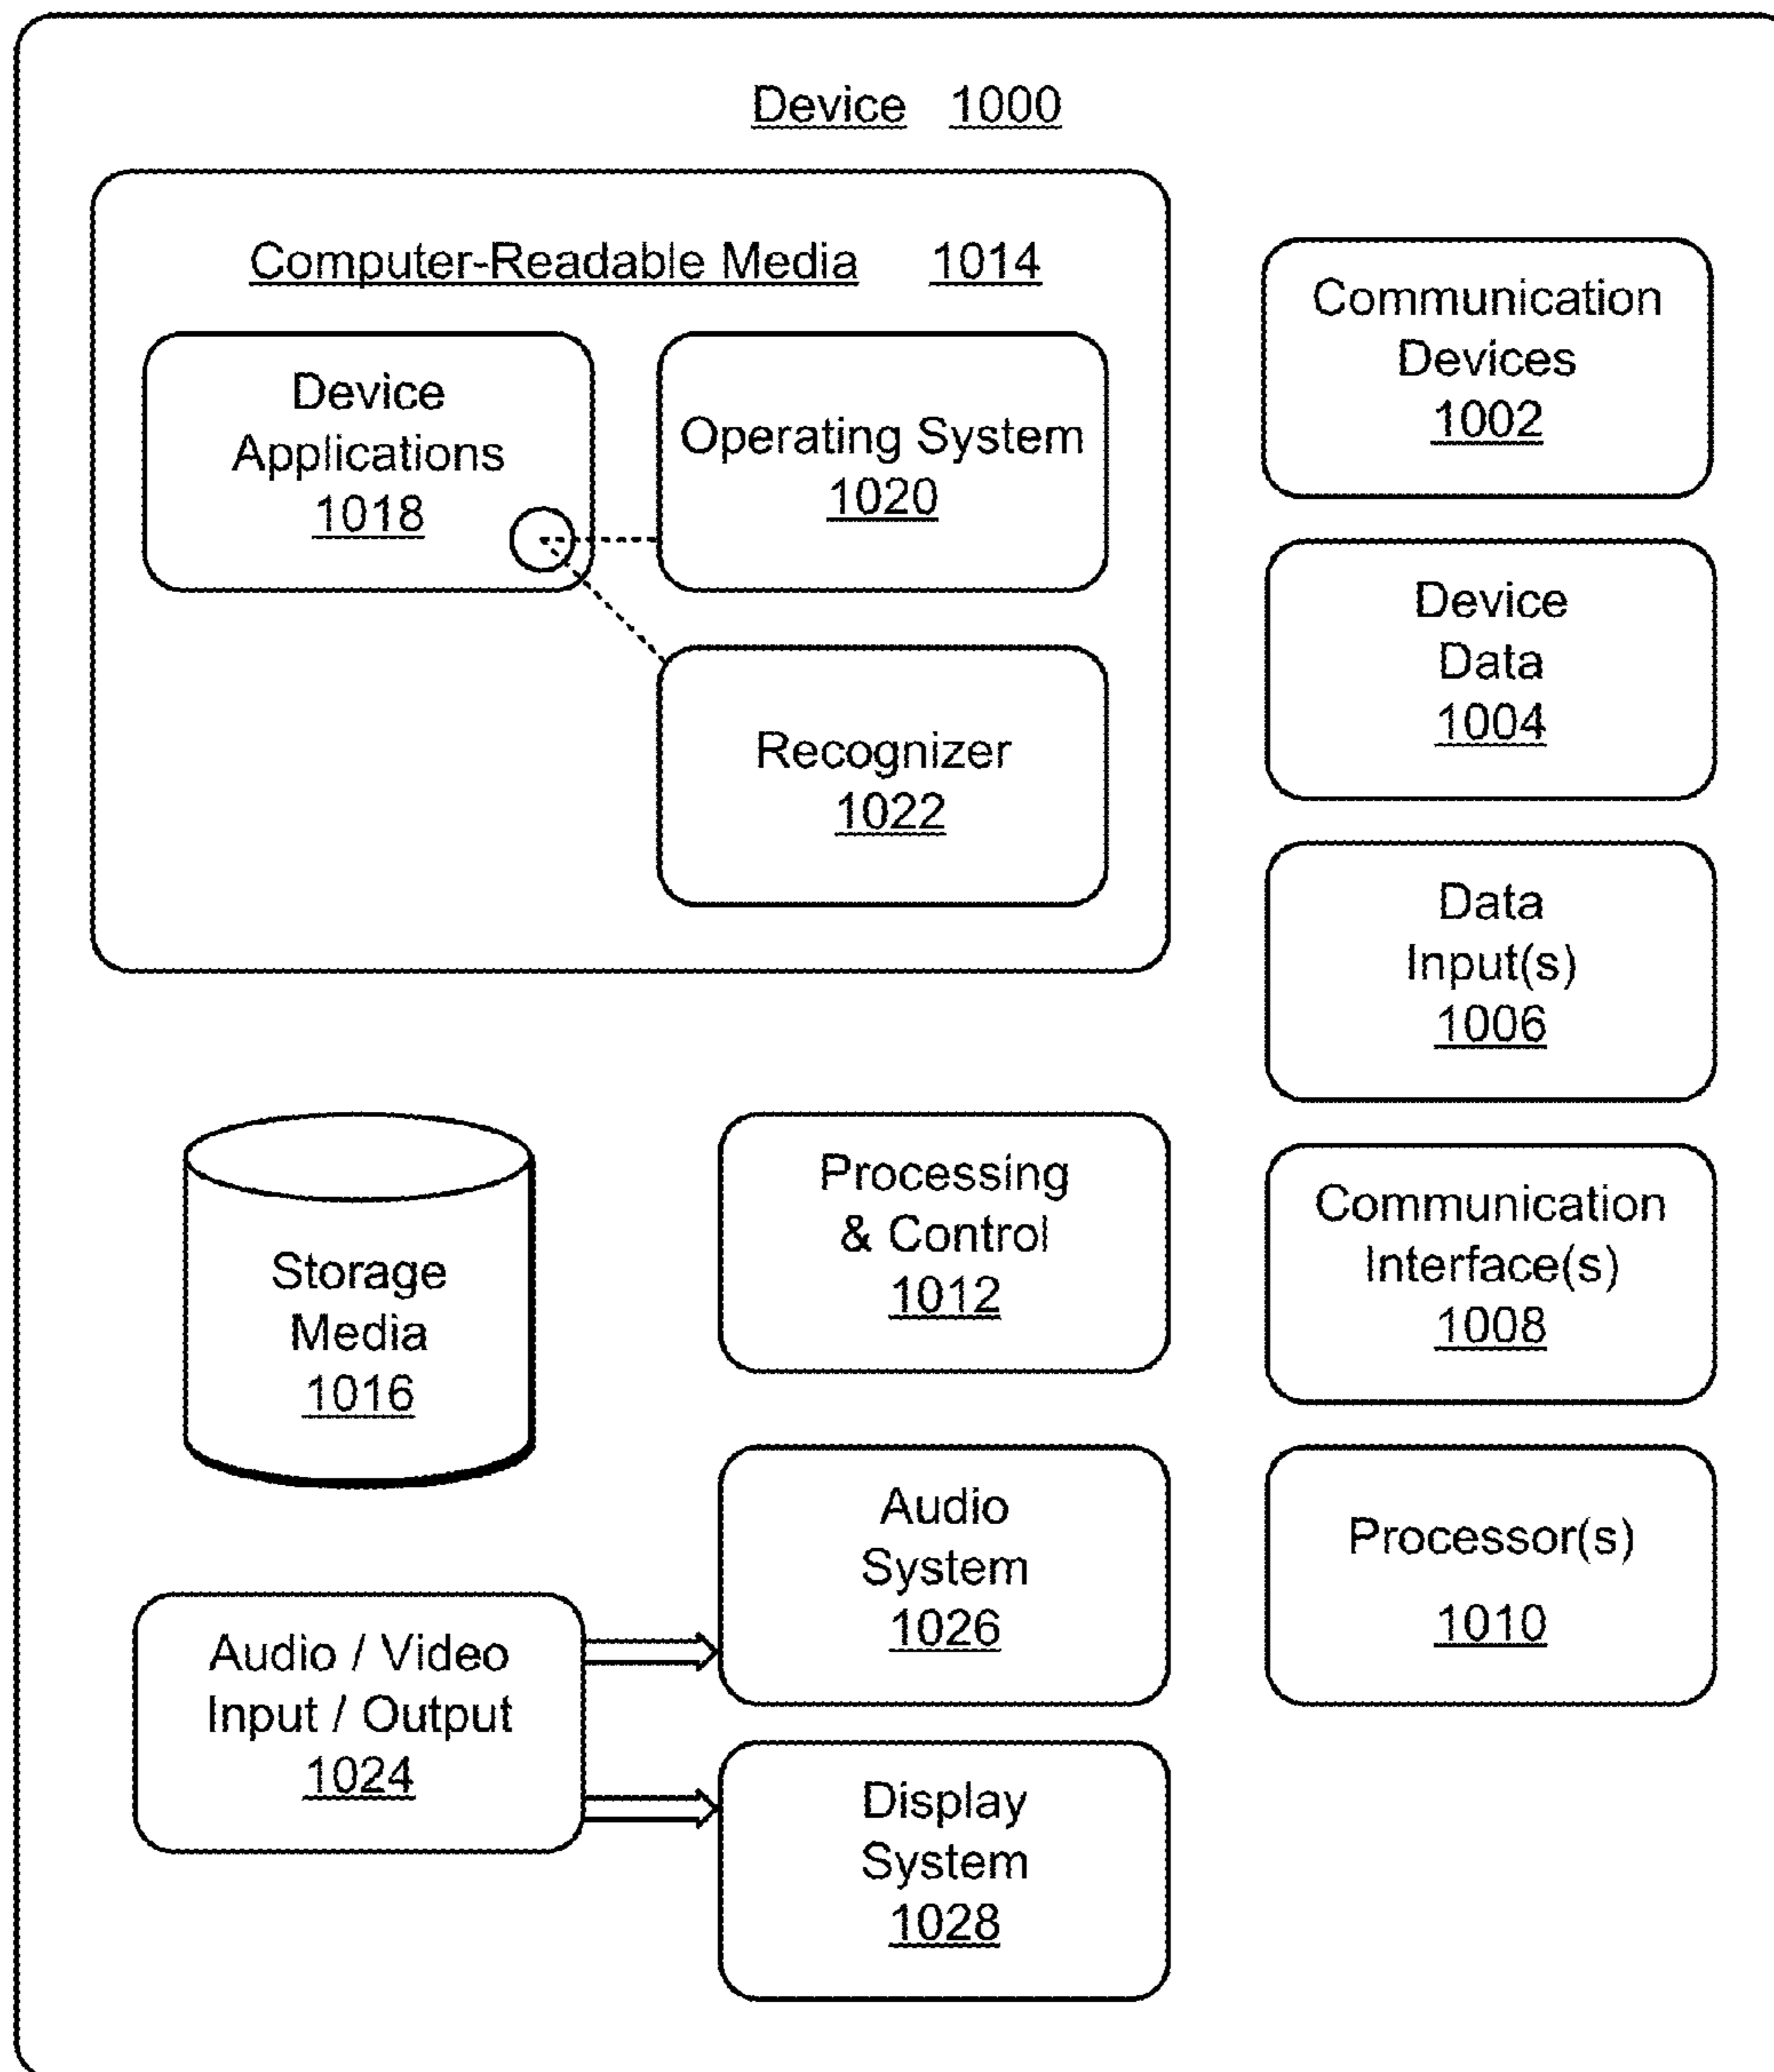 Device 1000
Computer-Readable Media 1014
Device
Applications
1018
Operating System
1020
Recognizer
1022
Communication
Devices
1002
Device
Data
1004
Data
Input(s)
1006
Communication
Interface(s)
1008
Processor(s)
1010
Storage
Media
1016
Processing
& Control
1012
Audio / Video
Input / Output
1024
Audio
System
1026
Display
System
1028